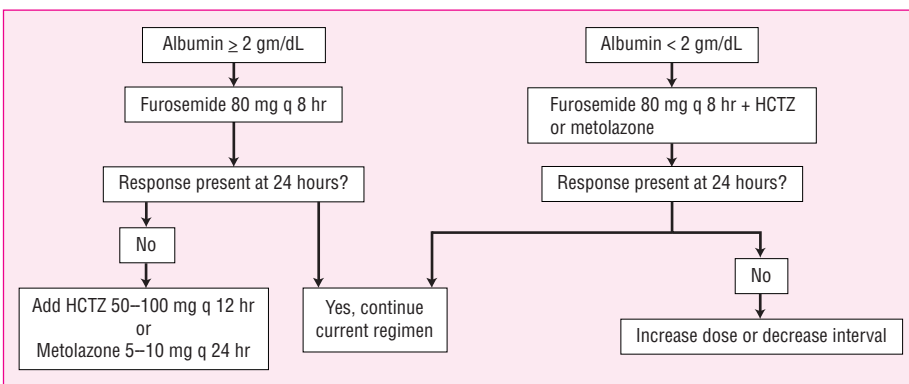 Albumin ≥ 2 gm/dL
Furosemide 80 mg q 8 hr
Response present at 24 hours?
No
Add HCTZ 50–100 mg q 12 hr
or
Metolazone 5–10 mg q 24 hr
Yes, continue
current regimen
Albumin < 2 gm/dL
Furosemide 80 mg q 8 hr + HCTZ
or metolazone
Response present at 24 hours?
No
Increase dose or decrease interval